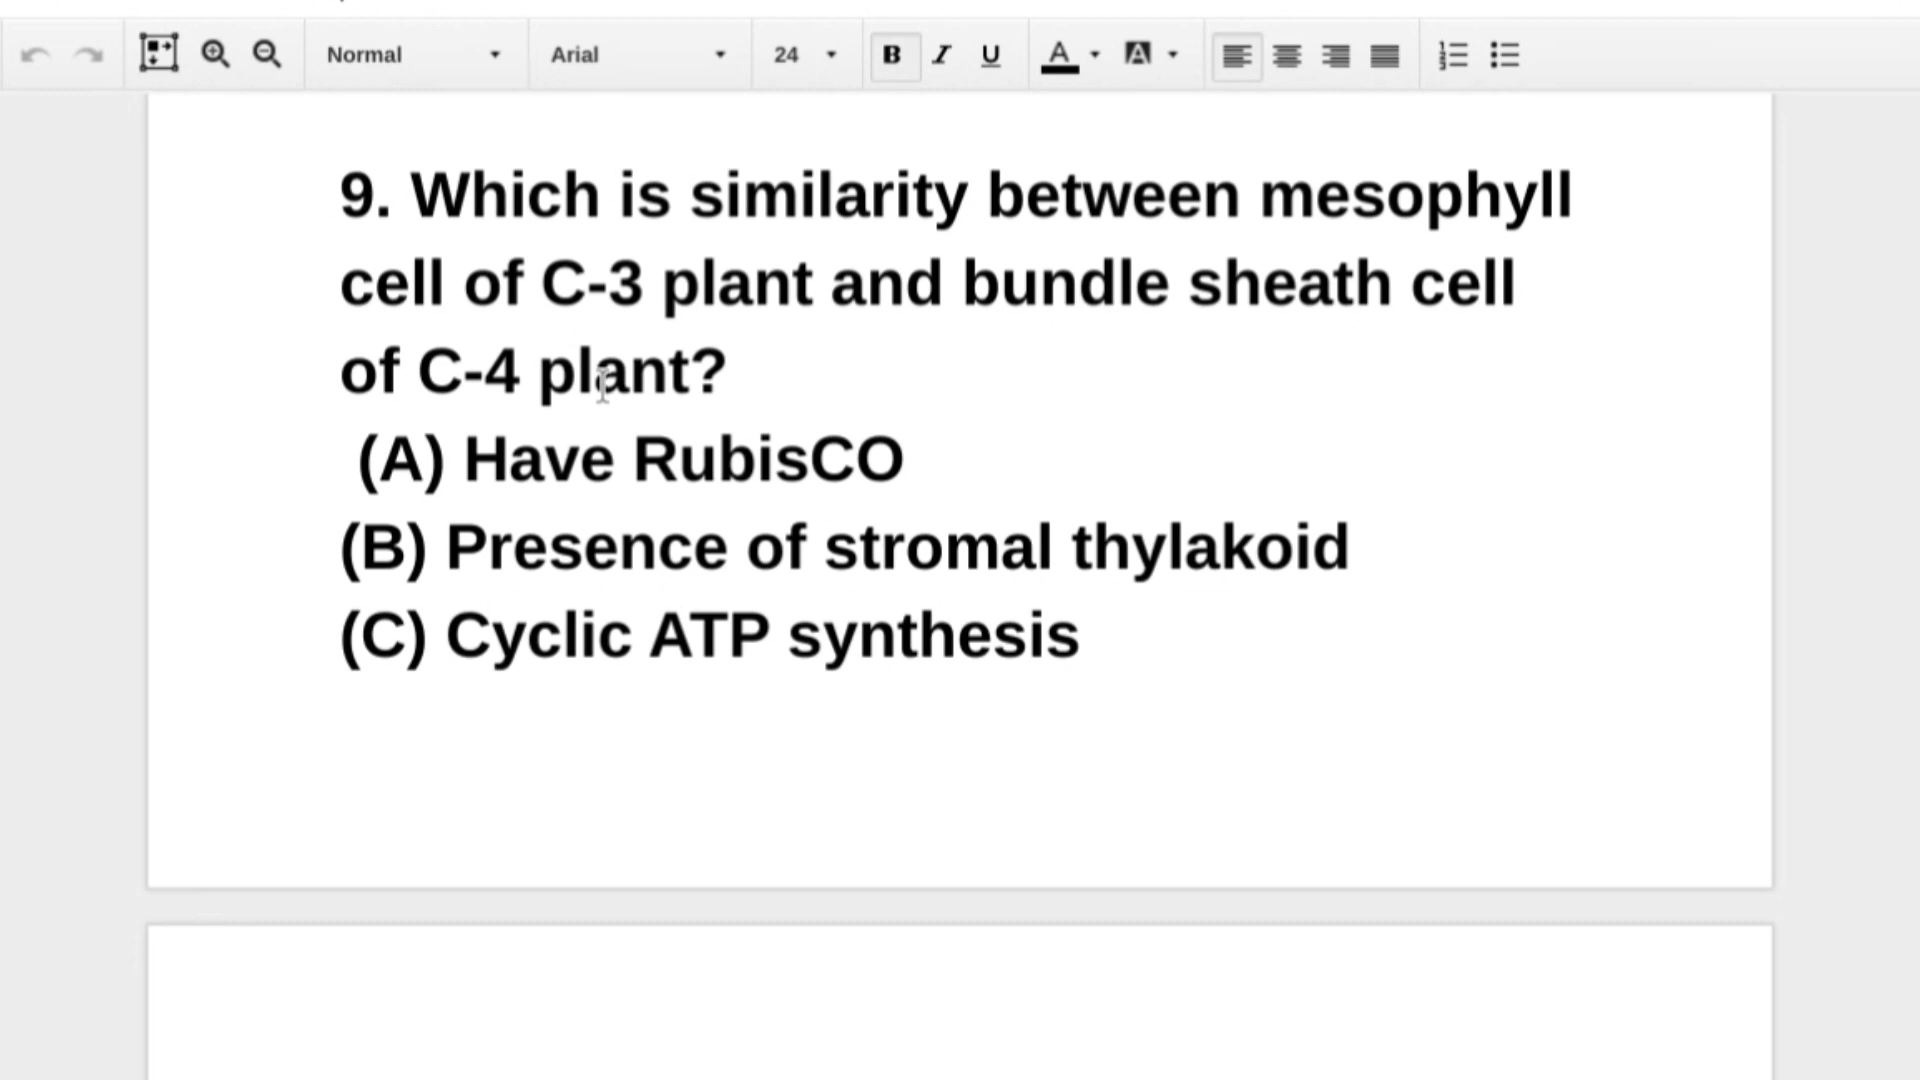 Normal Arial 24 B I U A A
9. Which is similarity between mesophyll
cell of C-3 plant and bundle sheath cell
of C-4 plant?
(A) Have RubisCO
(B) Presence of stromal thylakoid
(C) Cyclic ATP synthesis